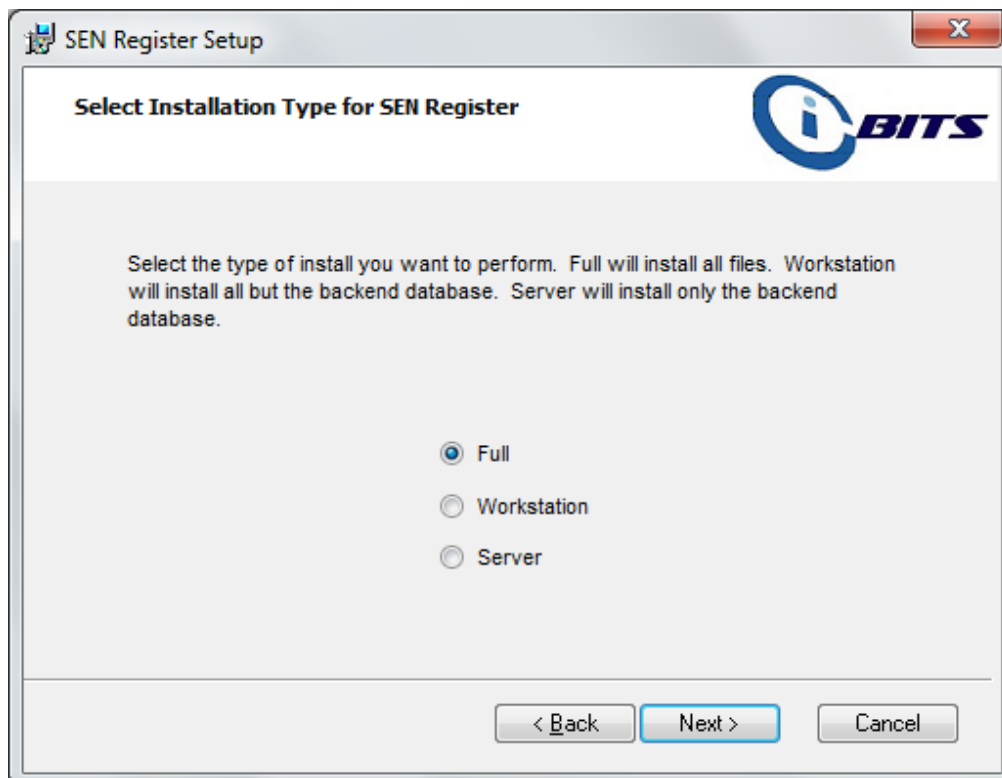 SEN Register Setup
Select Installation Type for SEN Register
i BITS
Select the type of install you want to perform.  Full will install all files.  Workstation
will install all but the backend database.  Server will install only the backend
database.
Full
Workstation
Server
< Back
Next >
Cancel